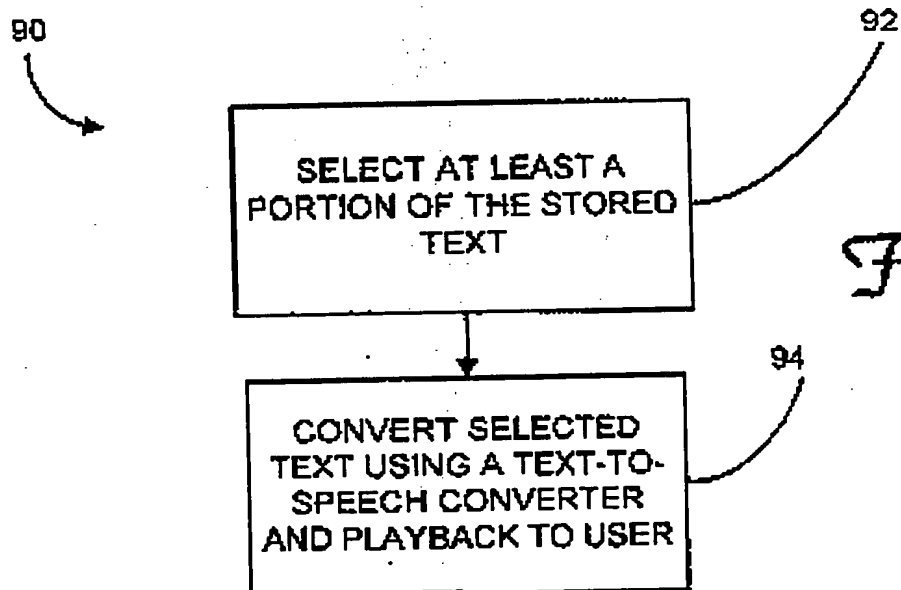 90
92
SELECT AT LEAST A
PORTION OF THE STORED
TEXT
94
CONVERT SELECTED
TEXT USING A TEXT-TO-
SPEECH CONVERTER
AND PLAYBACK TO USER